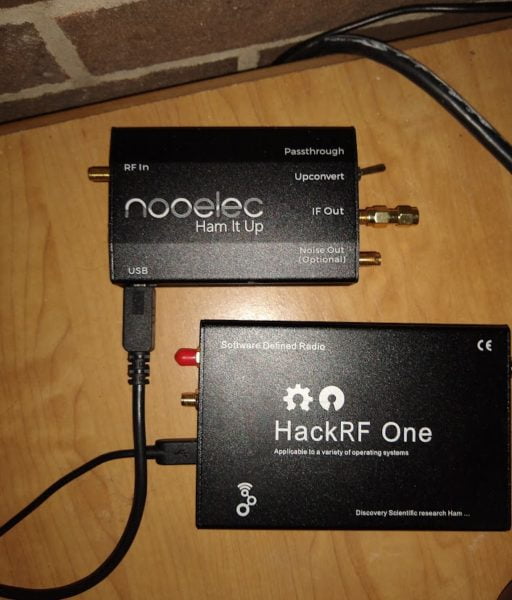 Passthrough
RF In
Upconvert
nooelec
IF Out
Ham It Up
Noise Out
(Optional)
USB
Software Defined Radio
CE
HackRF One
Applicable to a variety of operating systems
Discovery Scientific research Ham ...